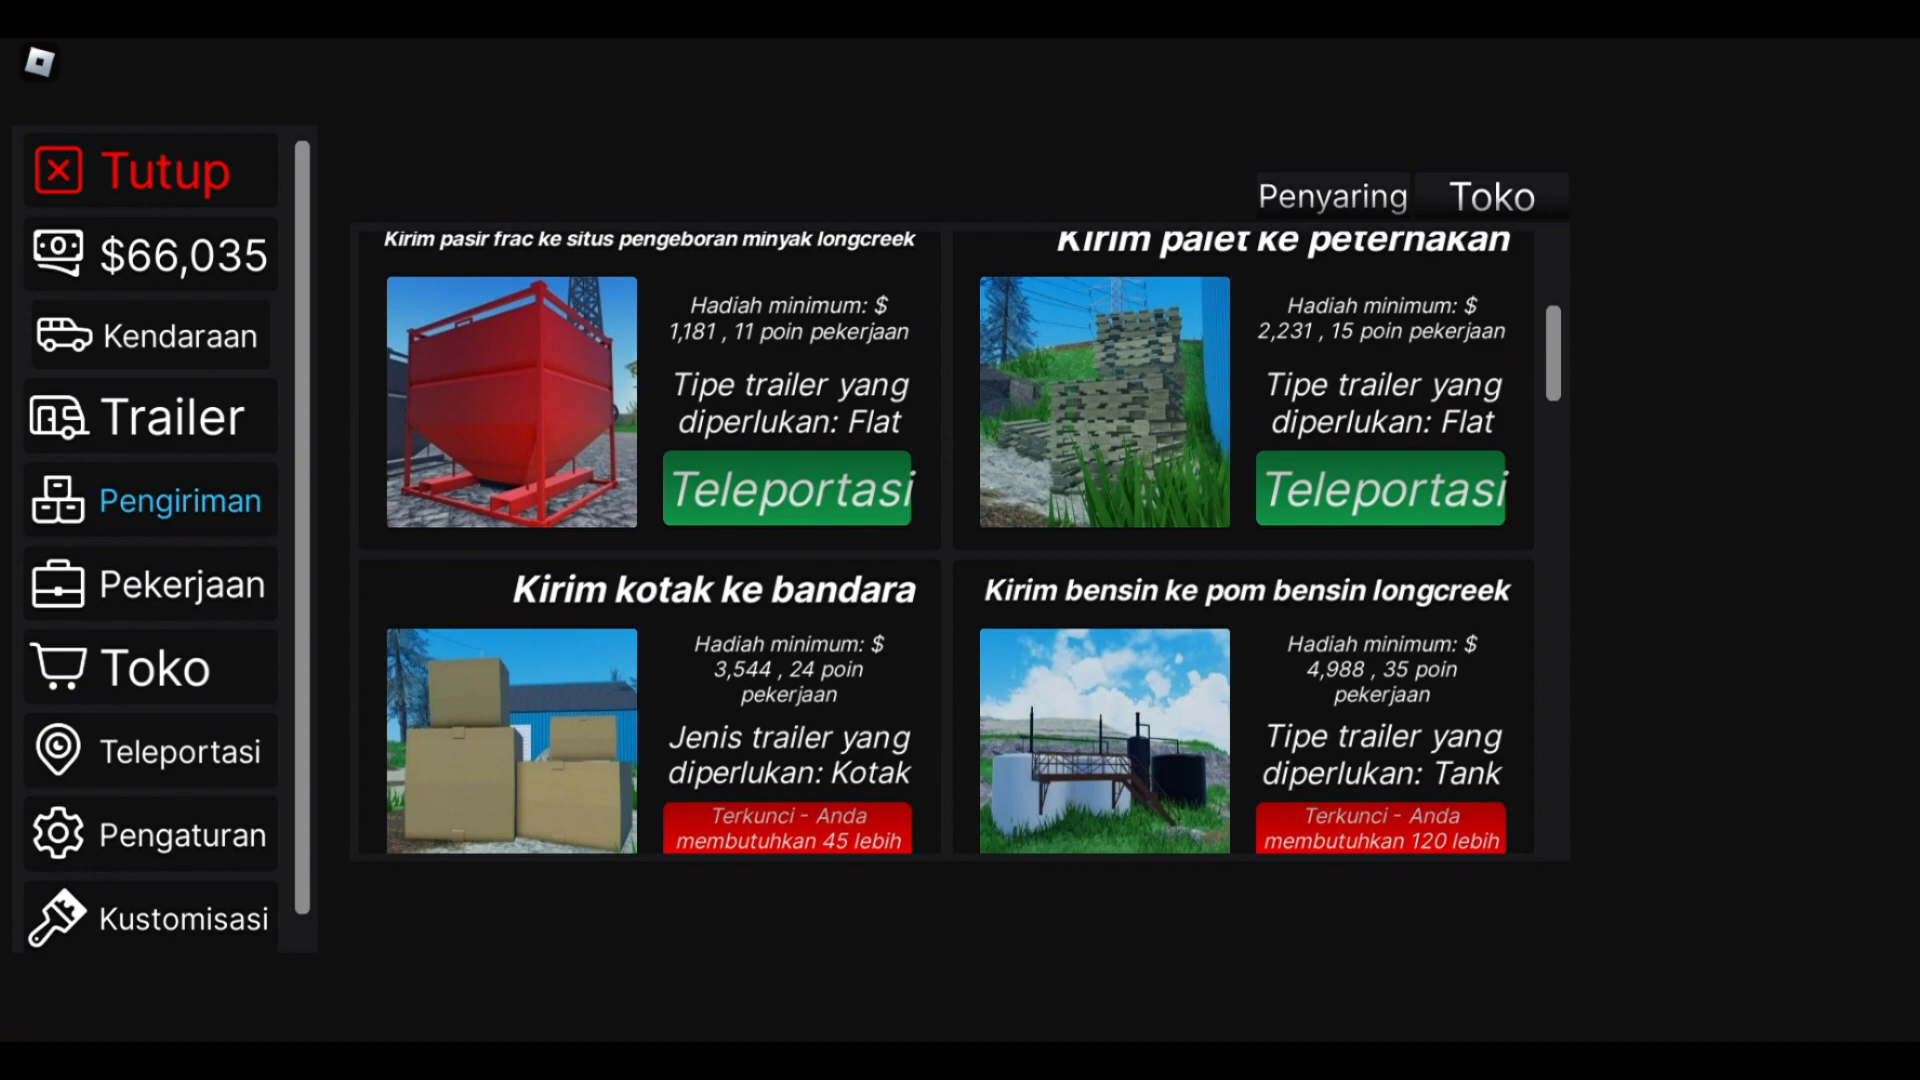 Tutup
$66,035
Kendaraan
Trailer
Pengiriman
Pekerjaan
Toko
Teleportasi
Pengaturan
Kustomisasi
Penyaring
Toko
Kirim pasir frac ke situs pengeboran minyak longcreek
Hadiah minimum: $
1,181 , 11 poin pekerjaan
Tipe trailer yang
diperlukan: Flat
Teleportasi
Kirim palet ke peternakan
Hadiah minimum: $
2,231 , 15 poin pekerjaan
Tipe trailer yang
diperlukan: Flat
Teleportasi
Kirim kotak ke bandara
Hadiah minimum: $
3,544 , 24 poin
pekerjaan
Jenis trailer yang
diperlukan: Kotak
Terkunci - Anda
membutuhkan 45 lebih
Kirim bensin ke pom bensin longcreek
Hadiah minimum: $
4,988 , 35 poin
pekerjaan
Tipe trailer yang
diperlukan: Tank
Terkunci - Anda
membutuhkan 120 lebih